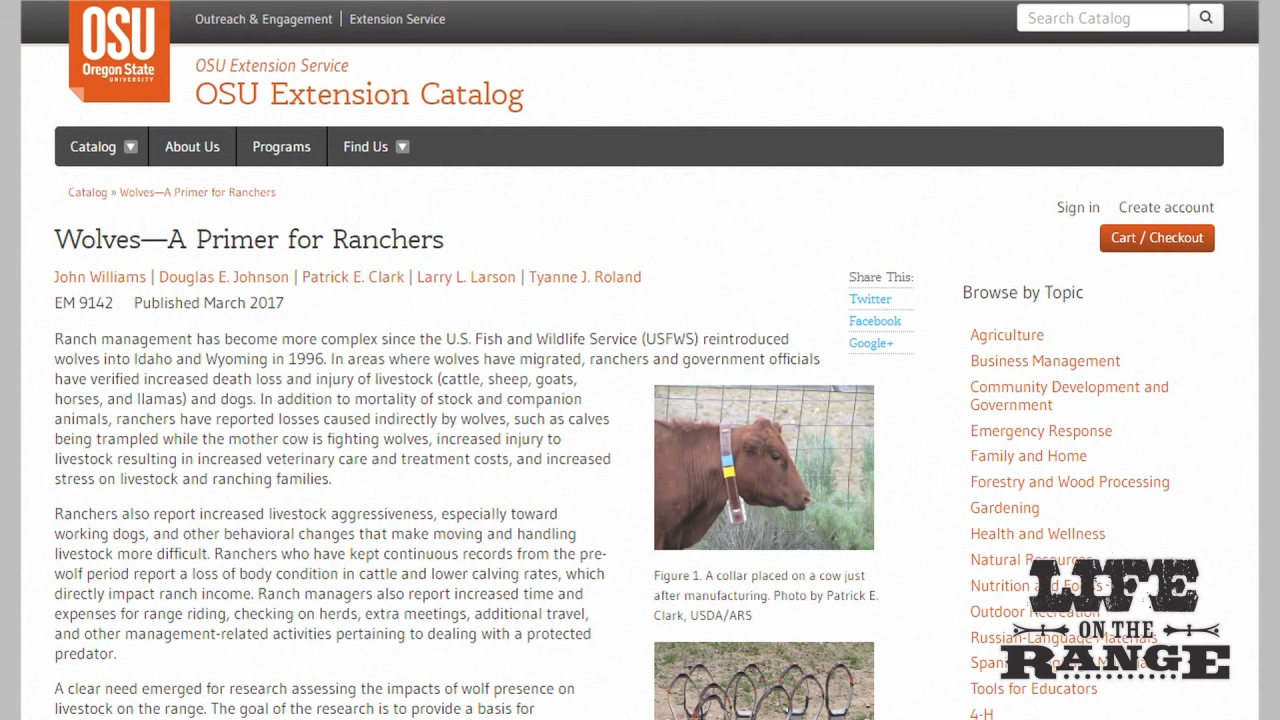 OSU
Oregon State
UNIVERSITY
Outreach & Engagement
Extension Service
Search Catalog
OSU Extension Service
OSU Extension Catalog
Catalog
About Us
Programs
Find Us
Catalog » Wolves—A Primer for Ranchers
Sign in
Create account
Cart / Checkout
Wolves—A Primer for Ranchers
John Williams | Douglas E. Johnson | Patrick E. Clark | Larry L. Larson | Tyanne J. Roland
EM 9142
Published March 2017
Share This:
Twitter
Facebook
Google+
Ranch management has become more complex since the U.S. Fish and Wildlife Service (USFWS) reintroduced
wolves into Idaho and Wyoming in 1996. In areas where wolves have migrated, ranchers and government officials
have verified increased death loss and injury of livestock (cattle, sheep, goats,
horses, and llamas) and dogs. In addition to mortality of stock and companion
animals, ranchers have reported losses caused indirectly by wolves, such as calves
being trampled while the mother cow is fighting wolves, increased injury to
livestock resulting in increased veterinary care and treatment costs, and increased
stress on livestock and ranching families.
Ranchers also report increased livestock aggressiveness, especially toward
working dogs, and other behavioral changes that make moving and handling
livestock more difficult. Ranchers who have kept continuous records from the pre-
wolf period report a loss of body condition in cattle and lower calving rates, which
directly impact ranch income. Ranch managers also report increased time and
expenses for range riding, checking on herds, extra meetings, additional travel,
and other management-related activities pertaining to dealing with a protected
predator.
A clear need emerged for research assessing the impacts of wolf presence on
livestock on the range. The goal of the research is to provide a basis for
Figure 1. A collar placed on a cow just
after manufacturing. Photo by Patrick E.
Clark, USDA/ARS
Browse by Topic
Agriculture
Business Management
Community Development and
Government
Emergency Response
Family and Home
Forestry and Wood Processing
Gardening
Health and Wellness
Natural Resources
Nutrition and Foods
Outdoor Recreation
Russian-Language Materials
Tools for Educators
4-H
LIFE
ON THE
RANGE